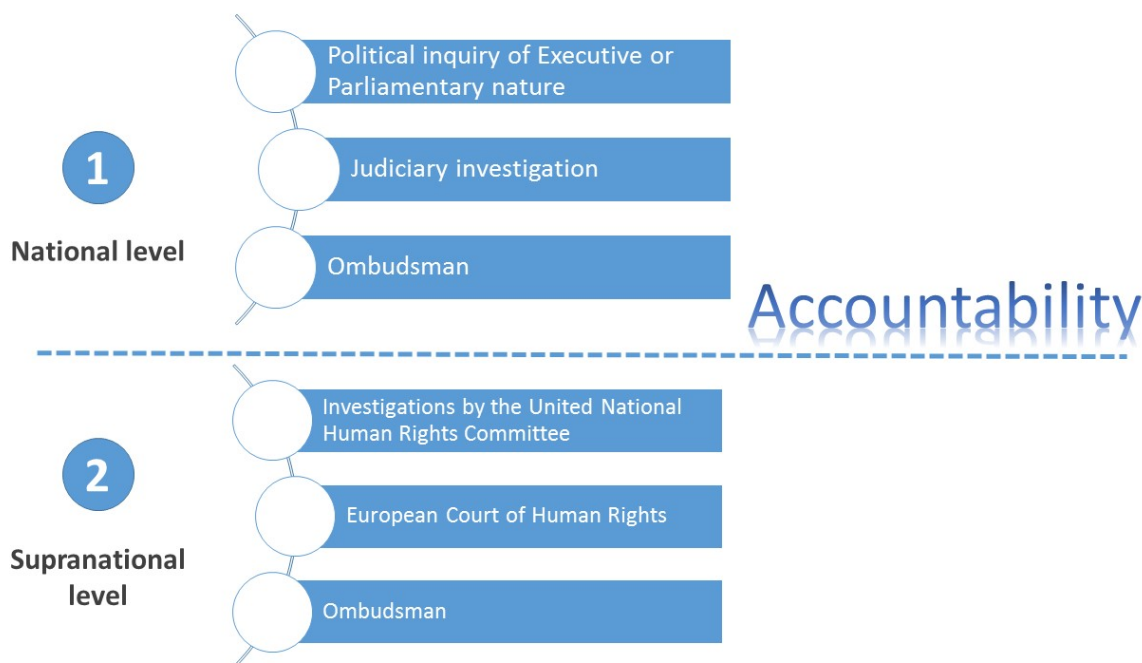 Political inquiry of Executive or
Parliamentary nature
1
Judiciary investigation
National level
Ombudsman
Accountability
Investigations by the United National
Human Rights Committee
2
European Court of Human Rights
Supranational
level
Ombudsman